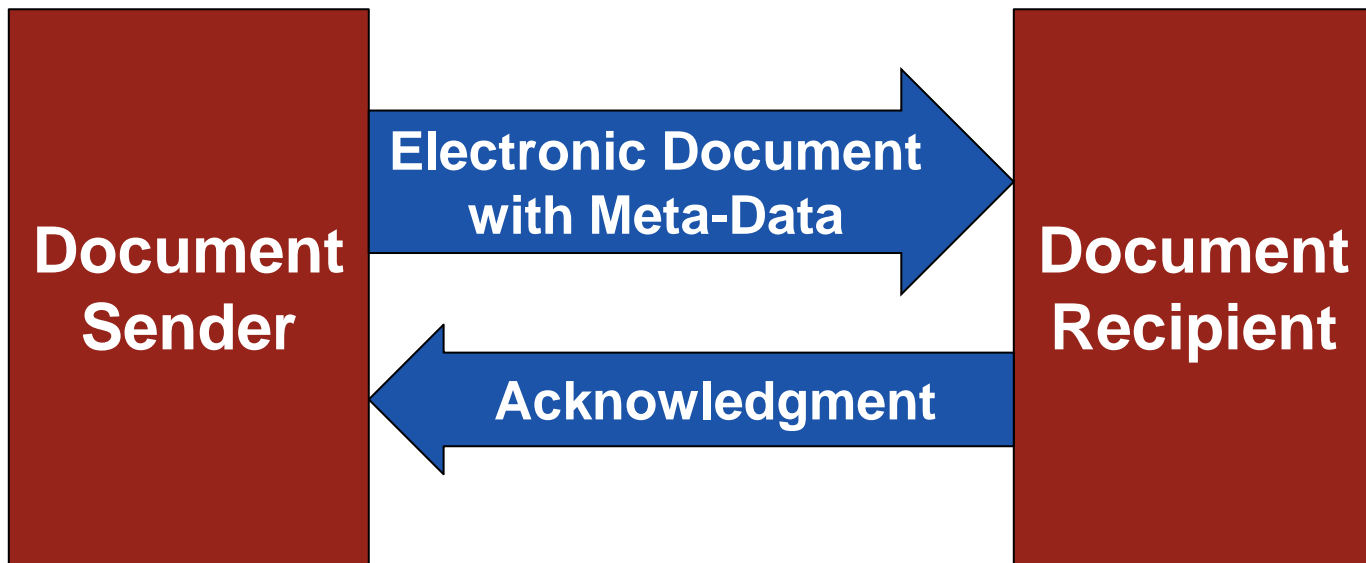 Document
Sender
Electronic Document
with Meta-Data
Acknowledgment
Document
Recipient